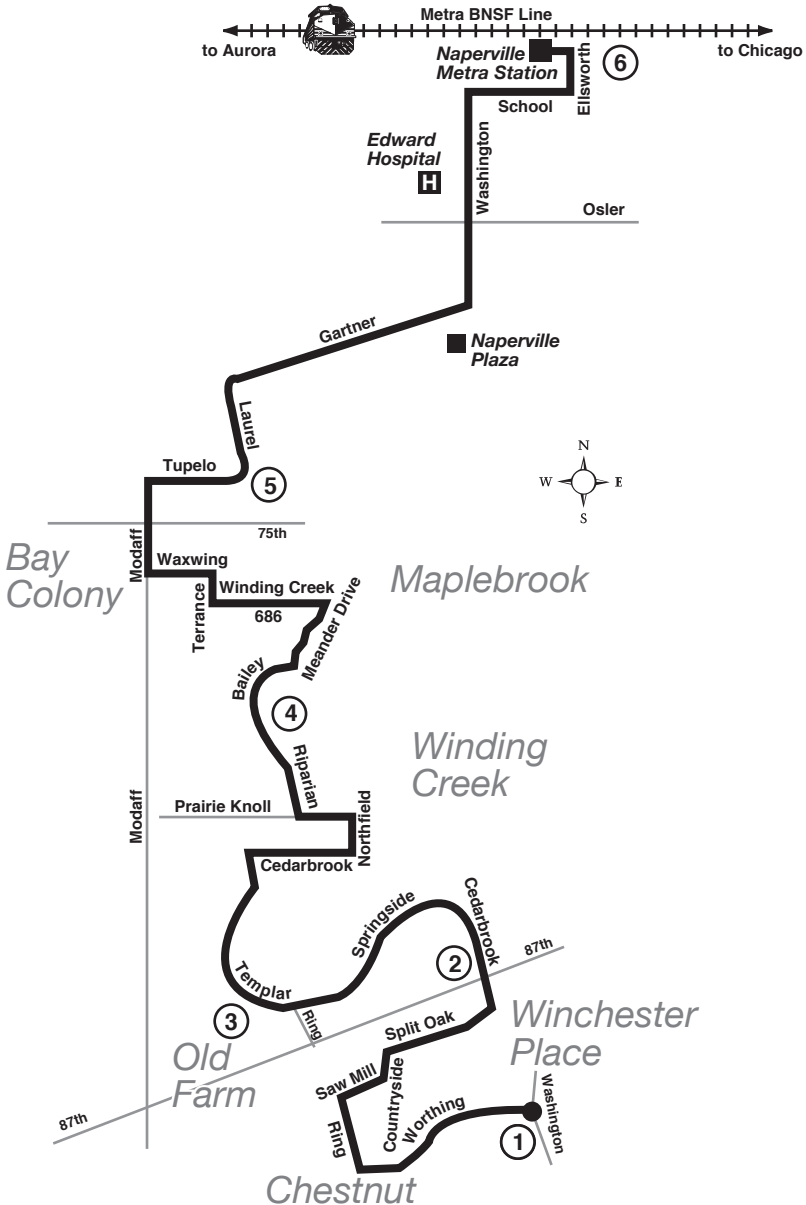 Metra BNSF Line
to Aurora
to Chicago
Naperville
Metra Station
6
Ellsworth
School
Edward
Hospital
H
Washington
Osler
Gartner
Naperville
Plaza
Laurel
Tupelo
5
N
W
E
S
75th
Modaff
Bay
Colony
Waxwing
Winding Creek
686
Terrance
Meander Drive
Maplebrook
Bailey
4
Winding
Creek
Riparian
Modaff
Prairie Knoll
Northfield
Cedarbrook
Springside
Cedarbrook
2
87th
Templar
3
Ring
Split Oak
Winchester
Place
Old
Farm
87th
Saw Mill
Countryside
Worthing
Ring
1
Washington
Chestnut